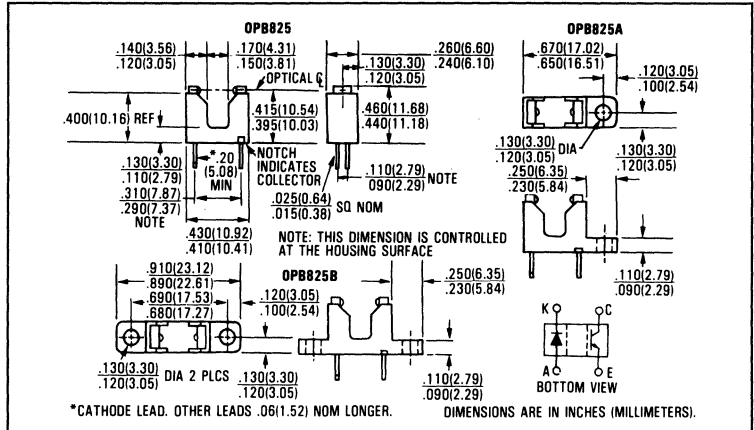 OPB825
OPB825A
.140(3.56)
.120(3.05)
.170(4.31)
.150(3.81)
OPTICAL ℄
.130(3.30)
.120(3.05)
.260(6.60)
.240(6.10)
.670(17.02)
.650(16.51)
.120(3.05)
.100(2.54)
.400(10.16) REF
.415(10.54)
.395(10.03)
.460(11.68)
.440(11.18)
.130(3.30)
.110(2.79)
*.20
(5.08)
MIN
NOTCH
INDICATES
COLLECTOR
.310(7.87)
.290(7.37)
NOTE
.025(0.64)
.015(0.38)
SQ NOM
.110(2.79)
090(2.29)
NOTE
.130(3.30)
.120(3.05)
DIA
.130(3.30)
.120(3.05)
.250(6.35)
.230(5.84)
.430(10.92)
.410(10.41)
NOTE: THIS DIMENSION IS CONTROLLED
AT THE HOUSING SURFACE
.110(2.79)
.090(2.29)
.910(23.12)
.890(22.61)
.690(17.53)
.680(17.27)
OPB825B
.120(3.05)
.100(2.54)
.250(6.35)
.230(5.84)
.130(3.30)
.120(3.05)
DIA 2 PLCS
.130(3.30)
.120(3.05)
.110(2.79)
.090(2.29)
K
C
A
E
BOTTOM VIEW
*CATHODE LEAD. OTHER LEADS .06(1.52) NOM LONGER.
DIMENSIONS ARE IN INCHES (MILLIMETERS).